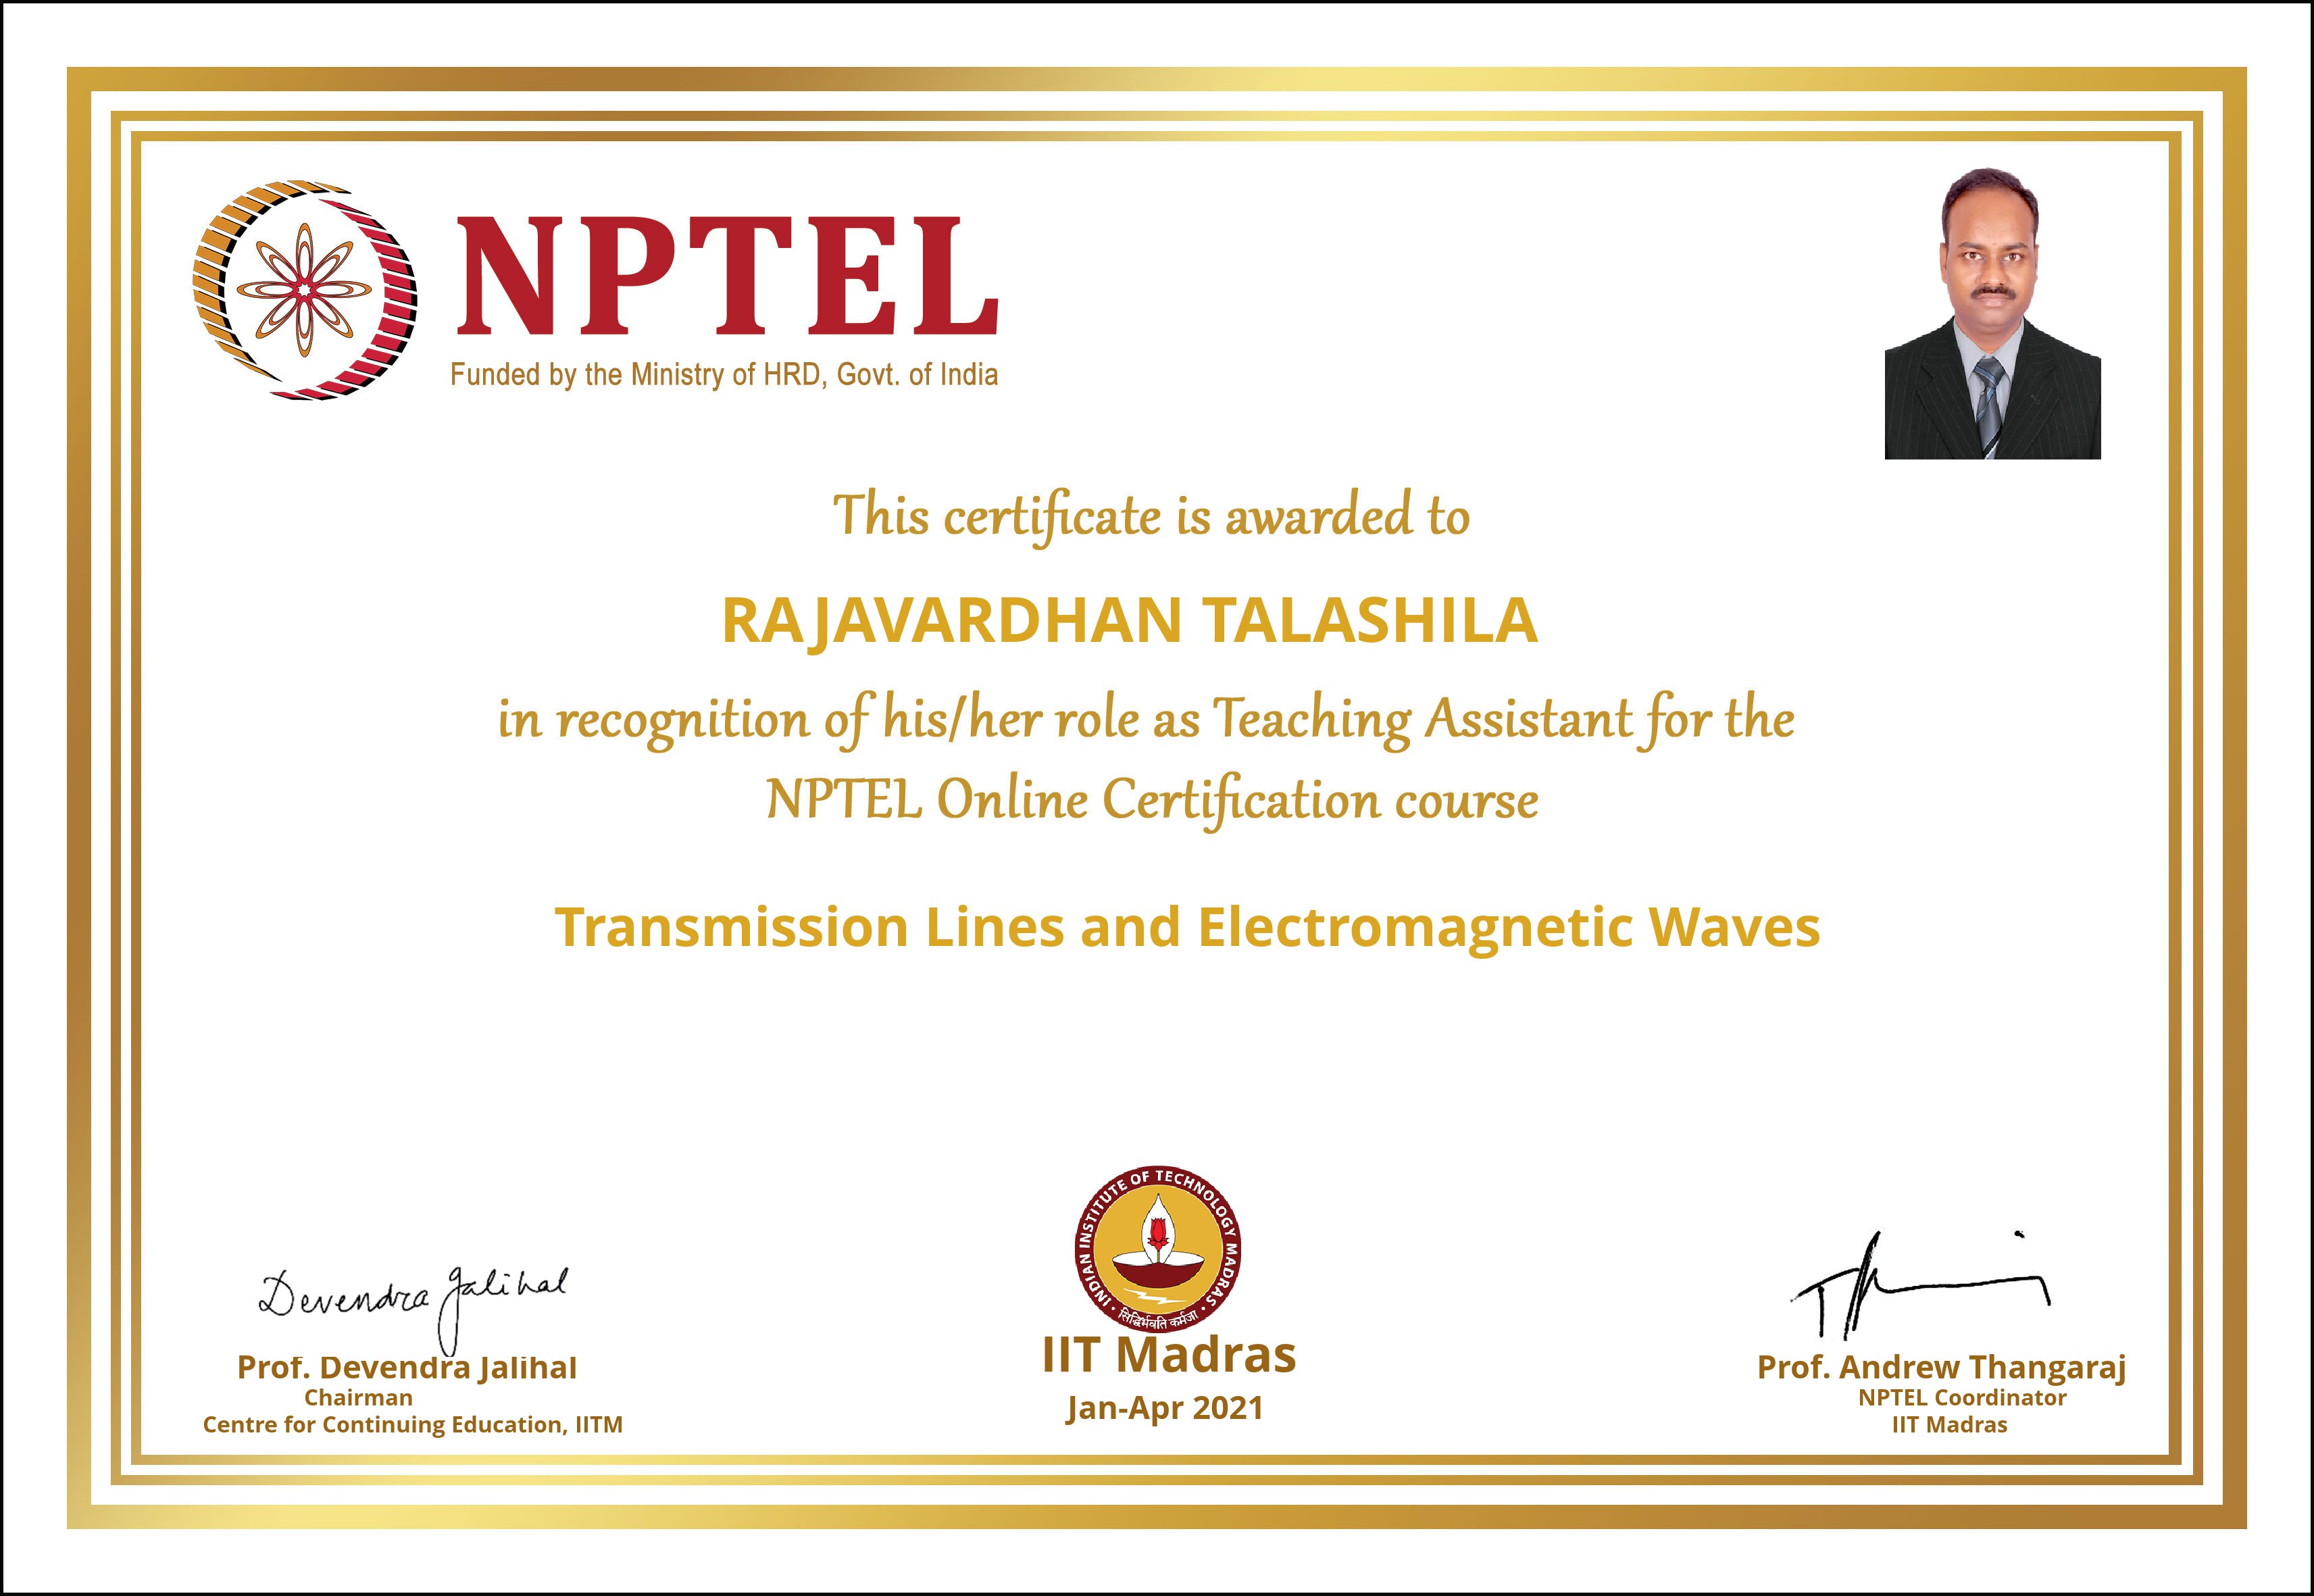 NPTEL
Funded by the Ministry of HRD, Govt. of India
This certificate is awarded to
RAJAVARDHAN TALASHILA
in recognition of his/her role as Teaching Assistant for the
NPTEL Online Certification course
Transmission Lines and Electromagnetic Waves
Devendra Jalihal
Prof. Devendra Jalihal
Chairman
Centre for Continuing Education, IITM
INDIAN INSTITUTE OF TECHNOLOGY MADRAS
सिद्धिर्भवति कर्मजा
IIT Madras
Jan-Apr 2021
Prof. Andrew Thangaraj
NPTEL Coordinator
IIT Madras